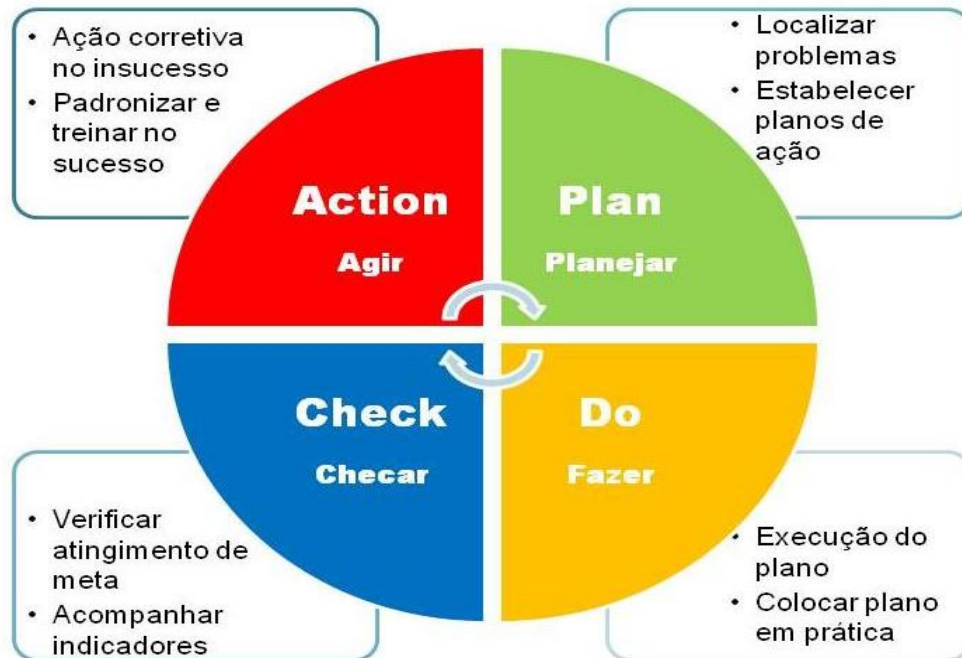 • Ação corretiva
no insucesso
• Padronizar e
treinar no
sucesso
Action
Agir
• Localizar
problemas
• Estabelecer
planos de
ação
Plan
Planejar
Check
Checar
• Verificar
atingimento de
meta
• Acompanhar
indicadores
Do
Fazer
• Execução do
plano
• Colocar plano
em prática